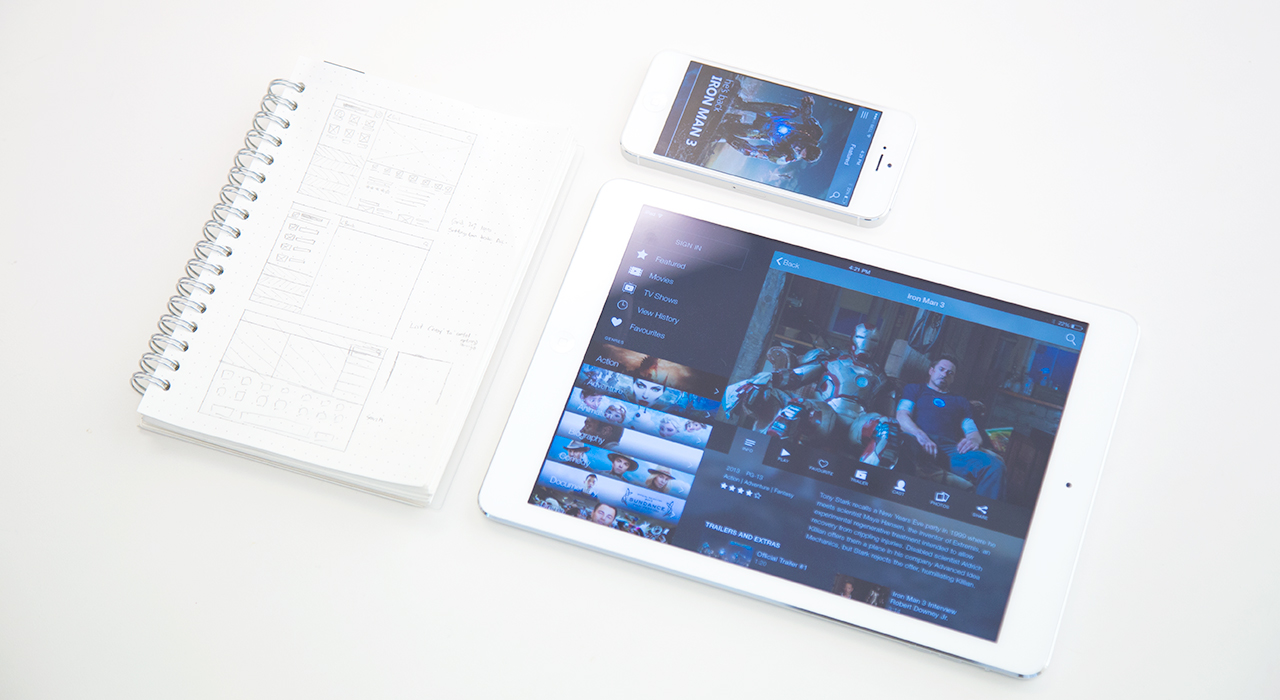 he's back
IRON MAN 3
Featured
SIGN IN
Featured
Movies
TV Shows
View History
Favourites
GENRES
Action
Adventure
Comedy
SUNDANCE
Back
4:21 PM
Iron Man 3
INFO
PLAY
FAVOURITE
TRAILER
CAST
PHOTOS
SHARE
2013 PG-13
Action | Adventure | Fantasy
Tony Stark recalls a New Years Eve party in 1999 where he
meets scientist Maya Hansen, the inventor of Extremis, an
experimental regenerative treatment intended to allow
recovery from crippling injuries. Disabled scientist Aldrich
Killian offers them a place in his company Advanced Idea
Mechanics, but Stark rejects the offer, humiliating Killian.
TRAILERS AND EXTRAS
Official Trailer #1
Iron Man 3 Interview
Robert Downey Jr.